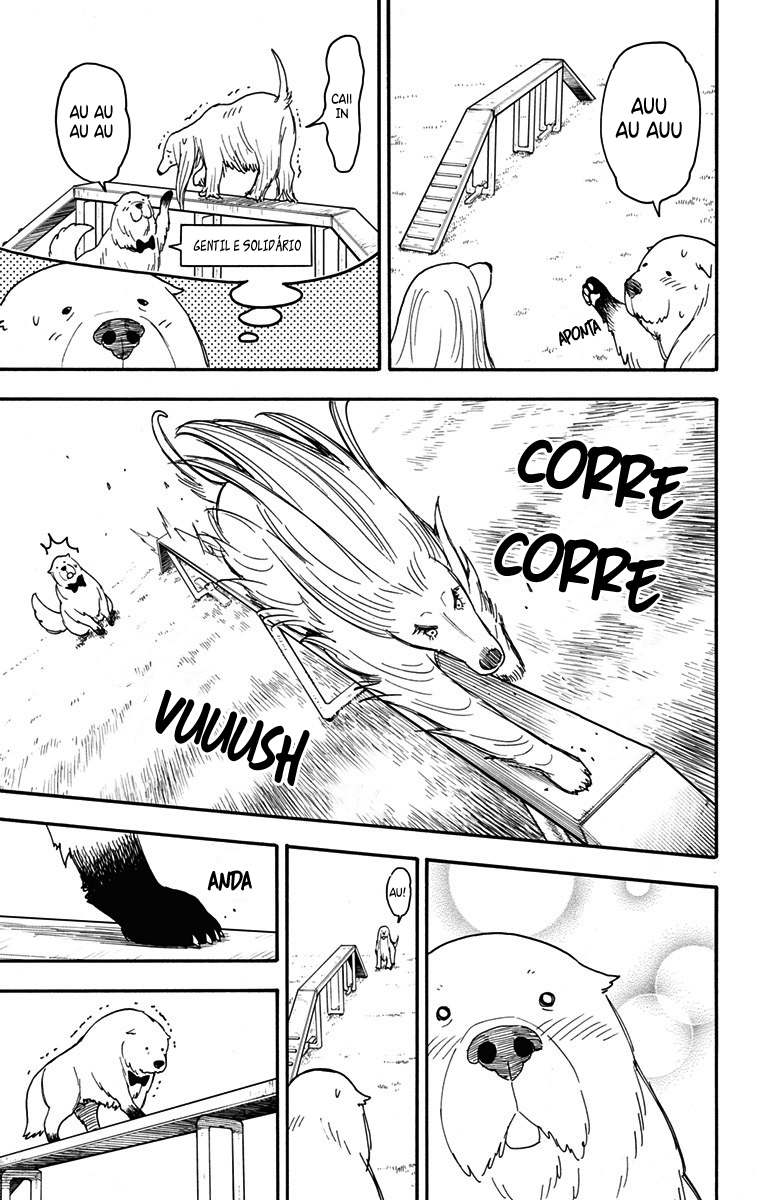 AUU
AU AUU
APONTA
CAII
IN
AU AU
AU AU
GENTIL E SOLIDÁRIO
CORRE
CORRE
VUUUSH
AU!
ANDA